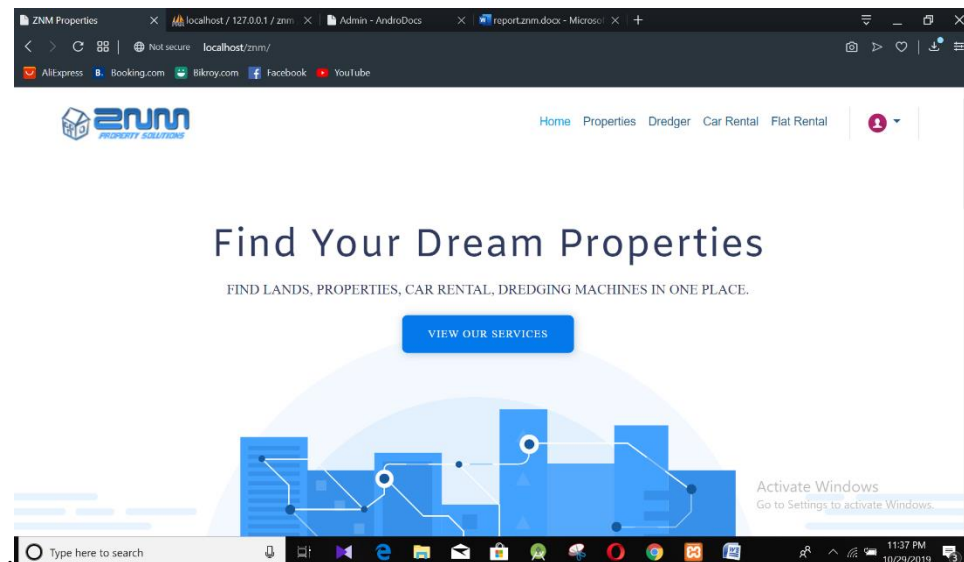 ZNM Properties
localhost / 127.0.0.1 / znm
Admin - AndroDocs
report.znm.docx - Microsof
Not secure localhost/znm/
AliExpress B. Booking.com Bikroy.com Facebook YouTube
ZNM
PROPERTY SOLUTIONS
Home Properties Dredger Car Rental Flat Rental
Find Your Dream Properties
FIND LANDS, PROPERTIES, CAR RENTAL, DREDGING MACHINES IN ONE PLACE.
VIEW OUR SERVICES
Activate Windows
Go to Settings to activate Windows.
Type here to search
11:37 PM
10/29/2019
3